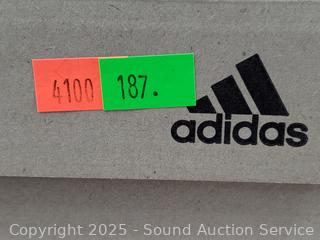 4100 187.
adidas
Copyright © 2025 - Sound Auction Service